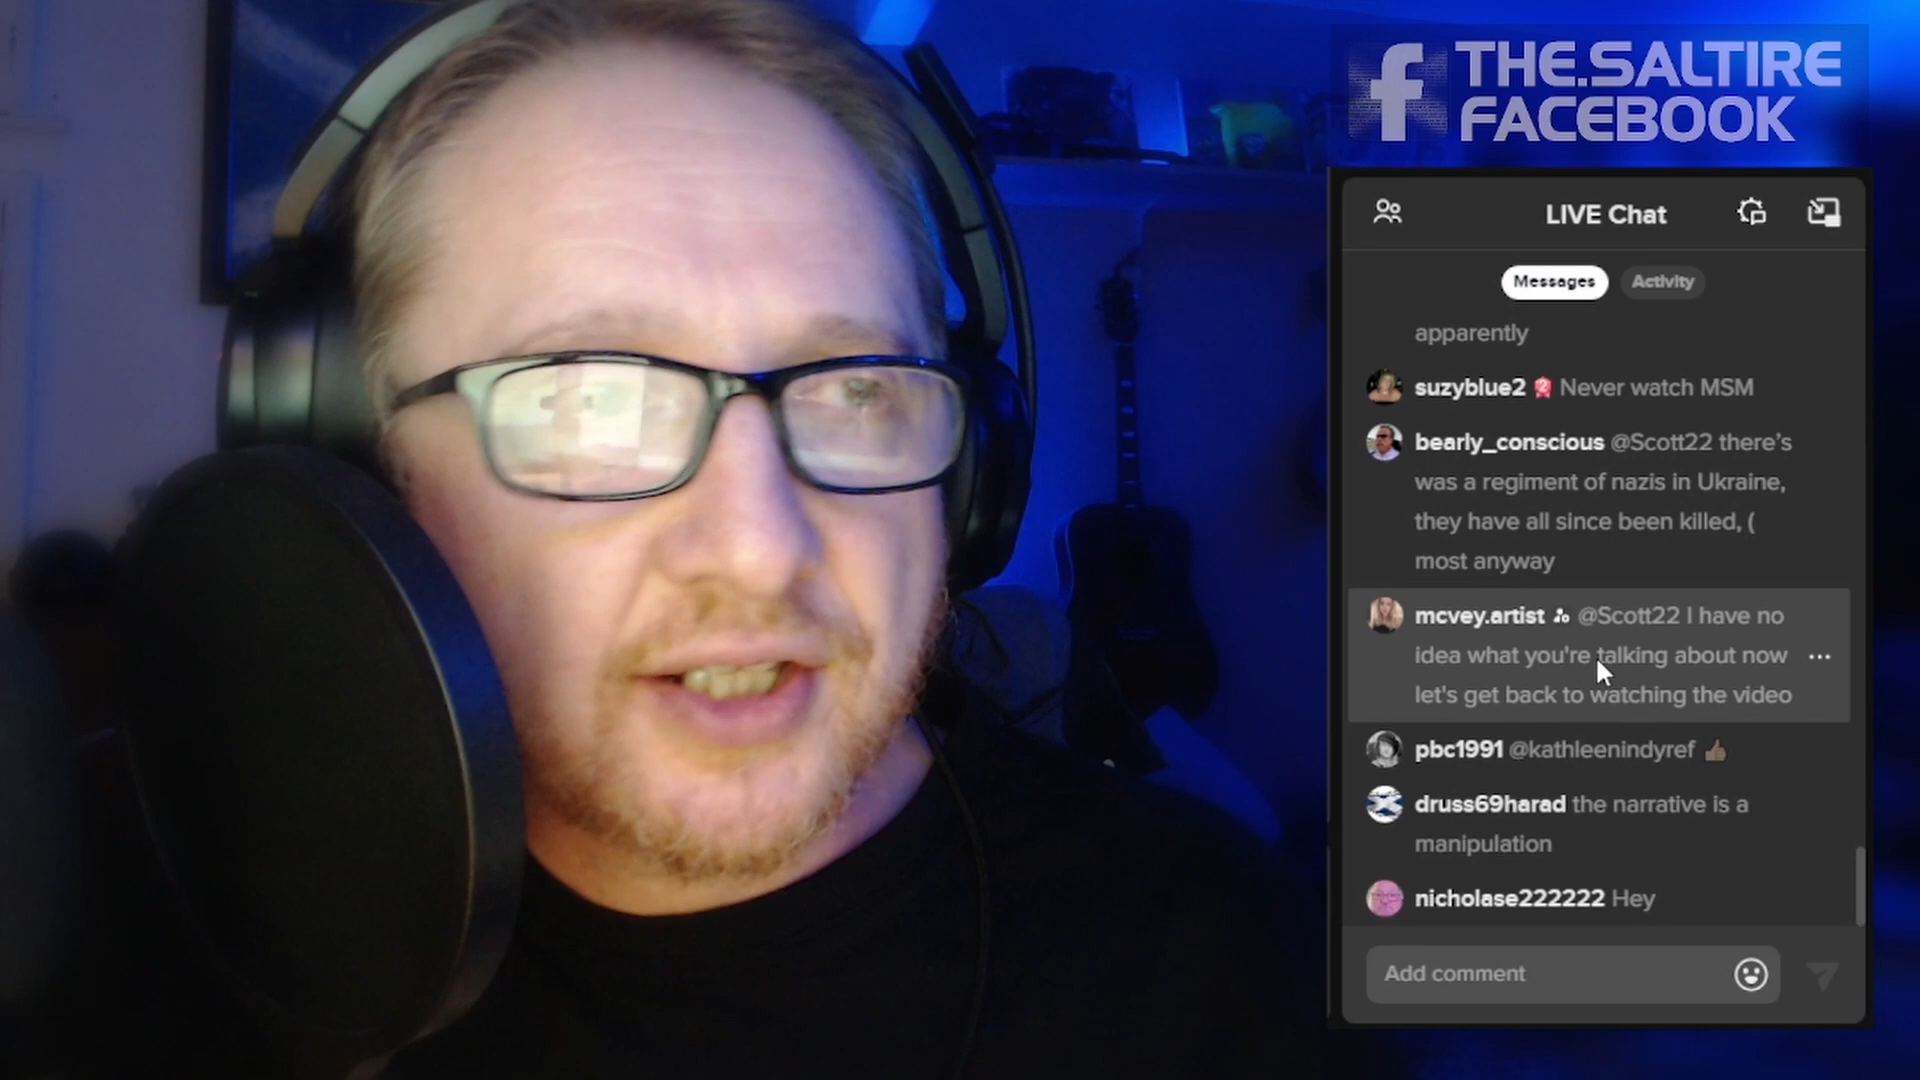 THE.SALTIRE
FACEBOOK
LIVE Chat
Messages Activity
apparently
suzyblue2 2 Never watch MSM
bearly_conscious @Scott22 there's
was a regiment of nazis in Ukraine,
they have all since been killed, (
most anyway
mcvey.artist @Scott22 I have no
idea what you're talking about now
let's get back to watching the video
pbc1991 @kathleenindyref 👍🏾
druss69harad the narrative is a
manipulation
nicholase222222 Hey
Add comment